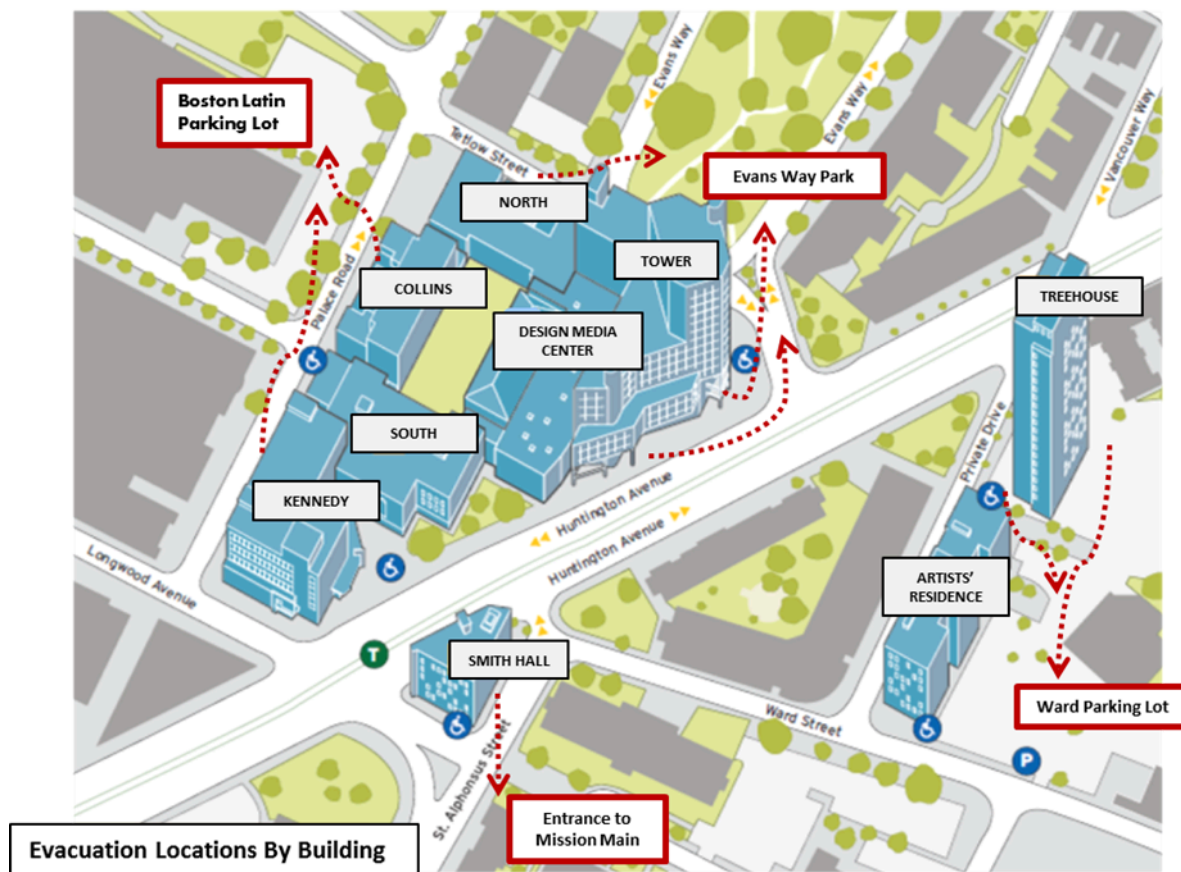 Boston Latin
Parking Lot
Evans Way
Evans Way
Vancouver Way
Tetlow Street
Evans Way Park
NORTH
TOWER
COLLINS
TREEHOUSE
Palace Road
DESIGN MEDIA
CENTER
SOUTH
Private Drive
KENNEDY
Huntington Avenue
Huntington Avenue
Longwood Avenue
ARTISTS’
RESIDENCE
T
SMITH HALL
Ward Parking Lot
Ward Street
P
St. Alphonsus Street
Entrance to
Mission Main
Evacuation Locations By Building